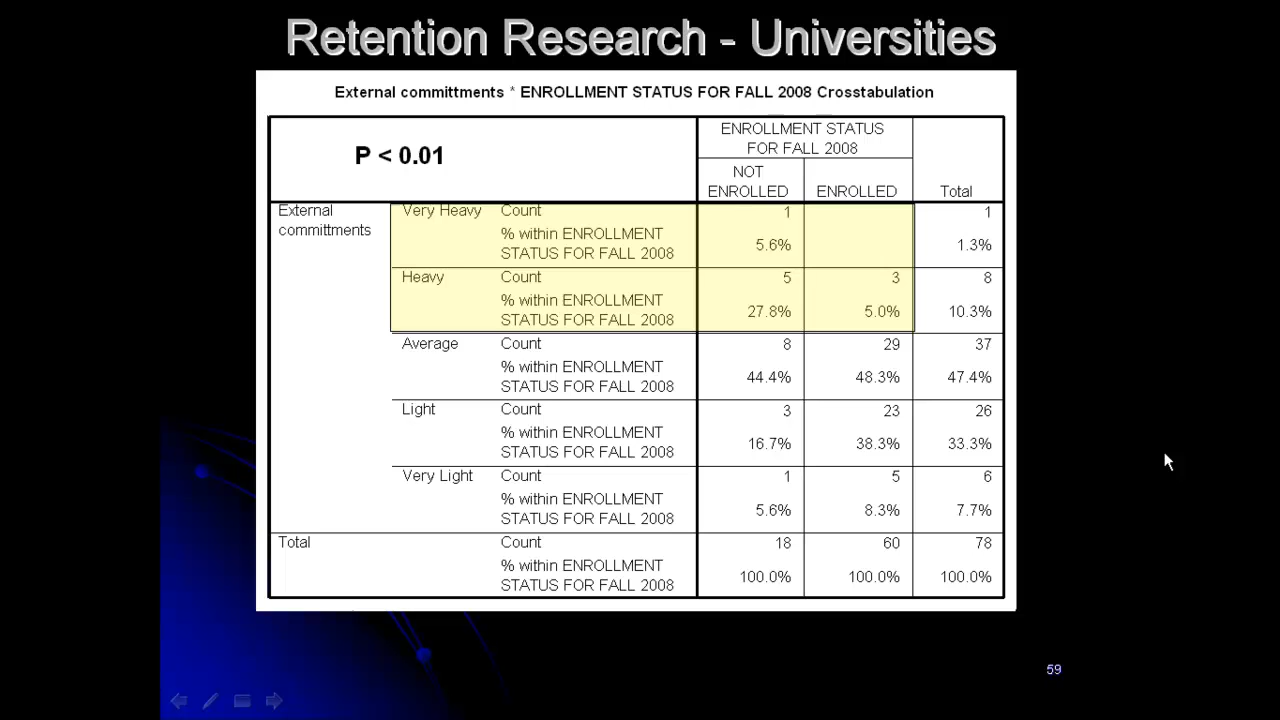 Retention Research - Universities
External committments * ENROLLMENT STATUS FOR FALL 2008 Crosstabulation
P < 0.01
ENROLLMENT STATUS
FOR FALL 2008
NOT
ENROLLED ENROLLED Total
External
committments
Very Heavy Count 1 1
% within ENROLLMENT
STATUS FOR FALL 2008 5.6% 1.3%
Heavy Count 5 3 8
% within ENROLLMENT
STATUS FOR FALL 2008 27.8% 5.0% 10.3%
Average Count 8 29 37
% within ENROLLMENT
STATUS FOR FALL 2008 44.4% 48.3% 47.4%
Light Count 3 23 26
% within ENROLLMENT
STATUS FOR FALL 2008 16.7% 38.3% 33.3%
Very Light Count 1 5 6
% within ENROLLMENT
STATUS FOR FALL 2008 5.6% 8.3% 7.7%
Total Count 18 60 78
% within ENROLLMENT
STATUS FOR FALL 2008 100.0% 100.0% 100.0%
59